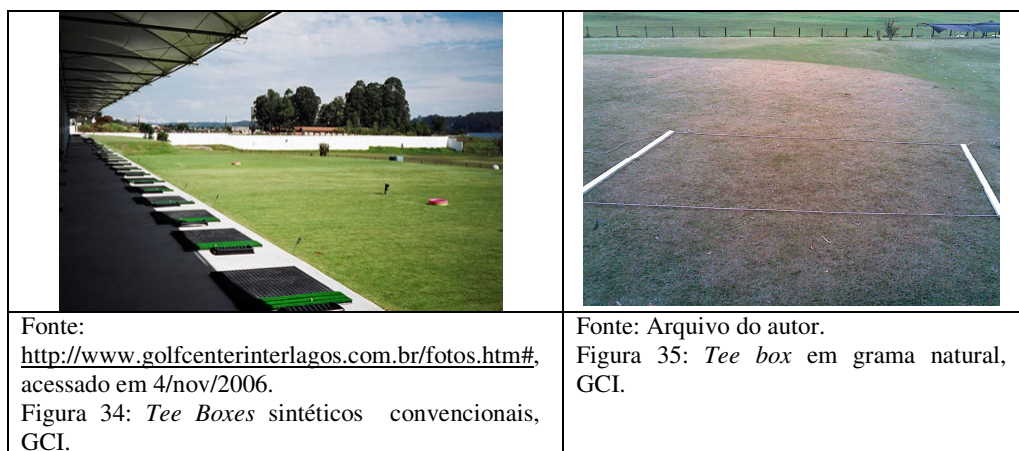 Fonte:
http://www.golfcenterinterlagos.com.br/fotos.htm#,
acessado em 4/nov/2006.
Figura 34: Tee Boxes sintéticos convencionais,
GCI.
Fonte: Arquivo do autor.
Figura 35: Tee box em grama natural,
GCI.